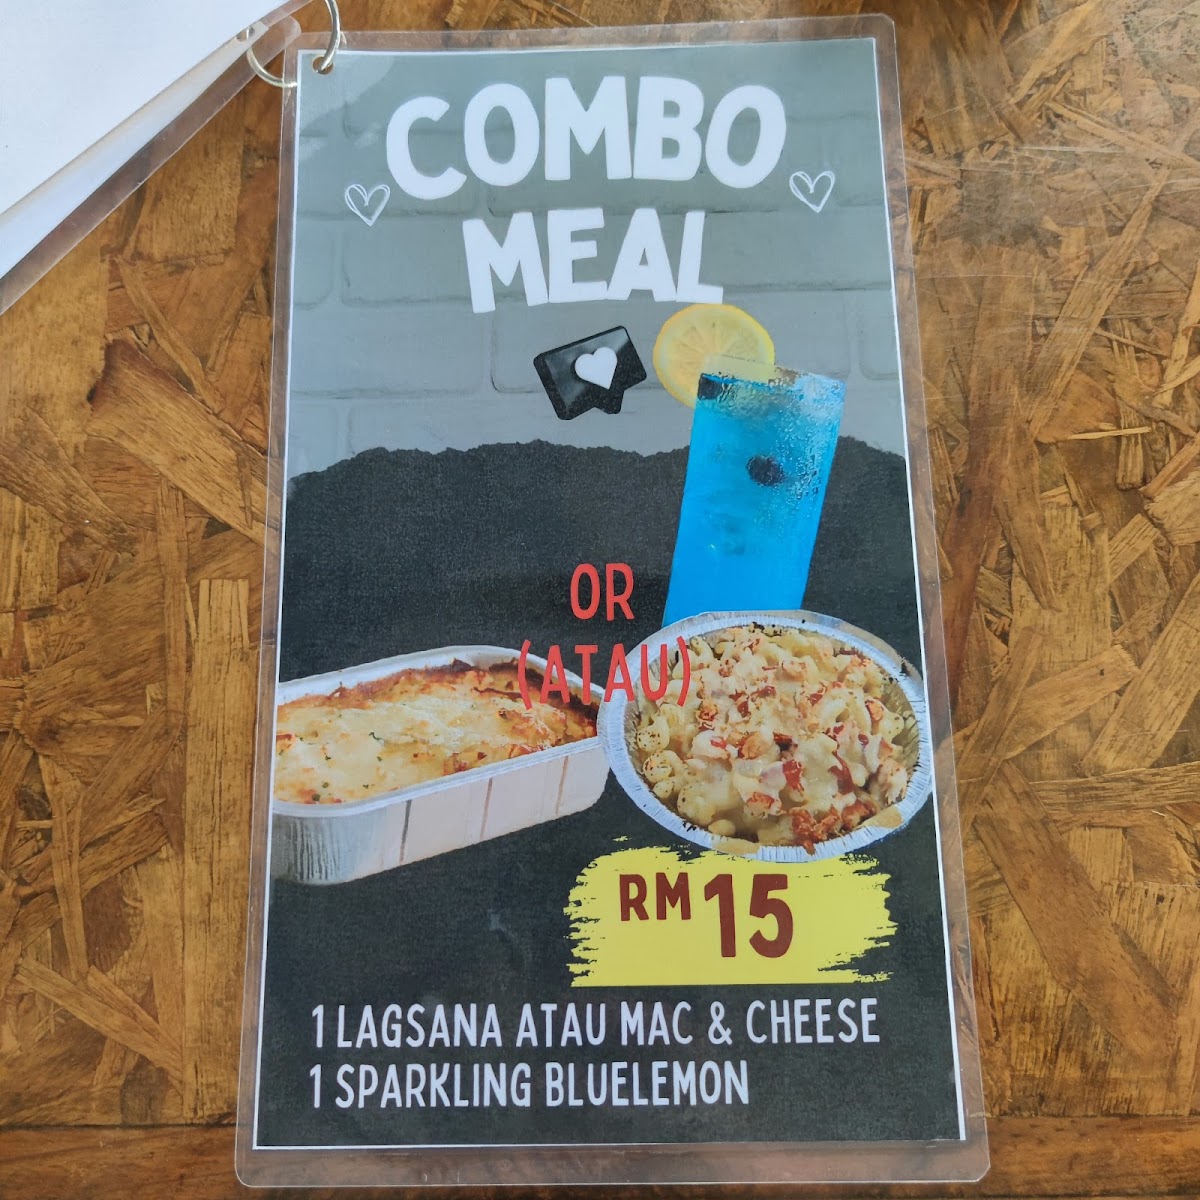 COMBO
MEAL
OR
(ATAU)
RM15
1 LAGSANA ATAU MAC & CHEESE
1 SPARKLING BLUELEMON